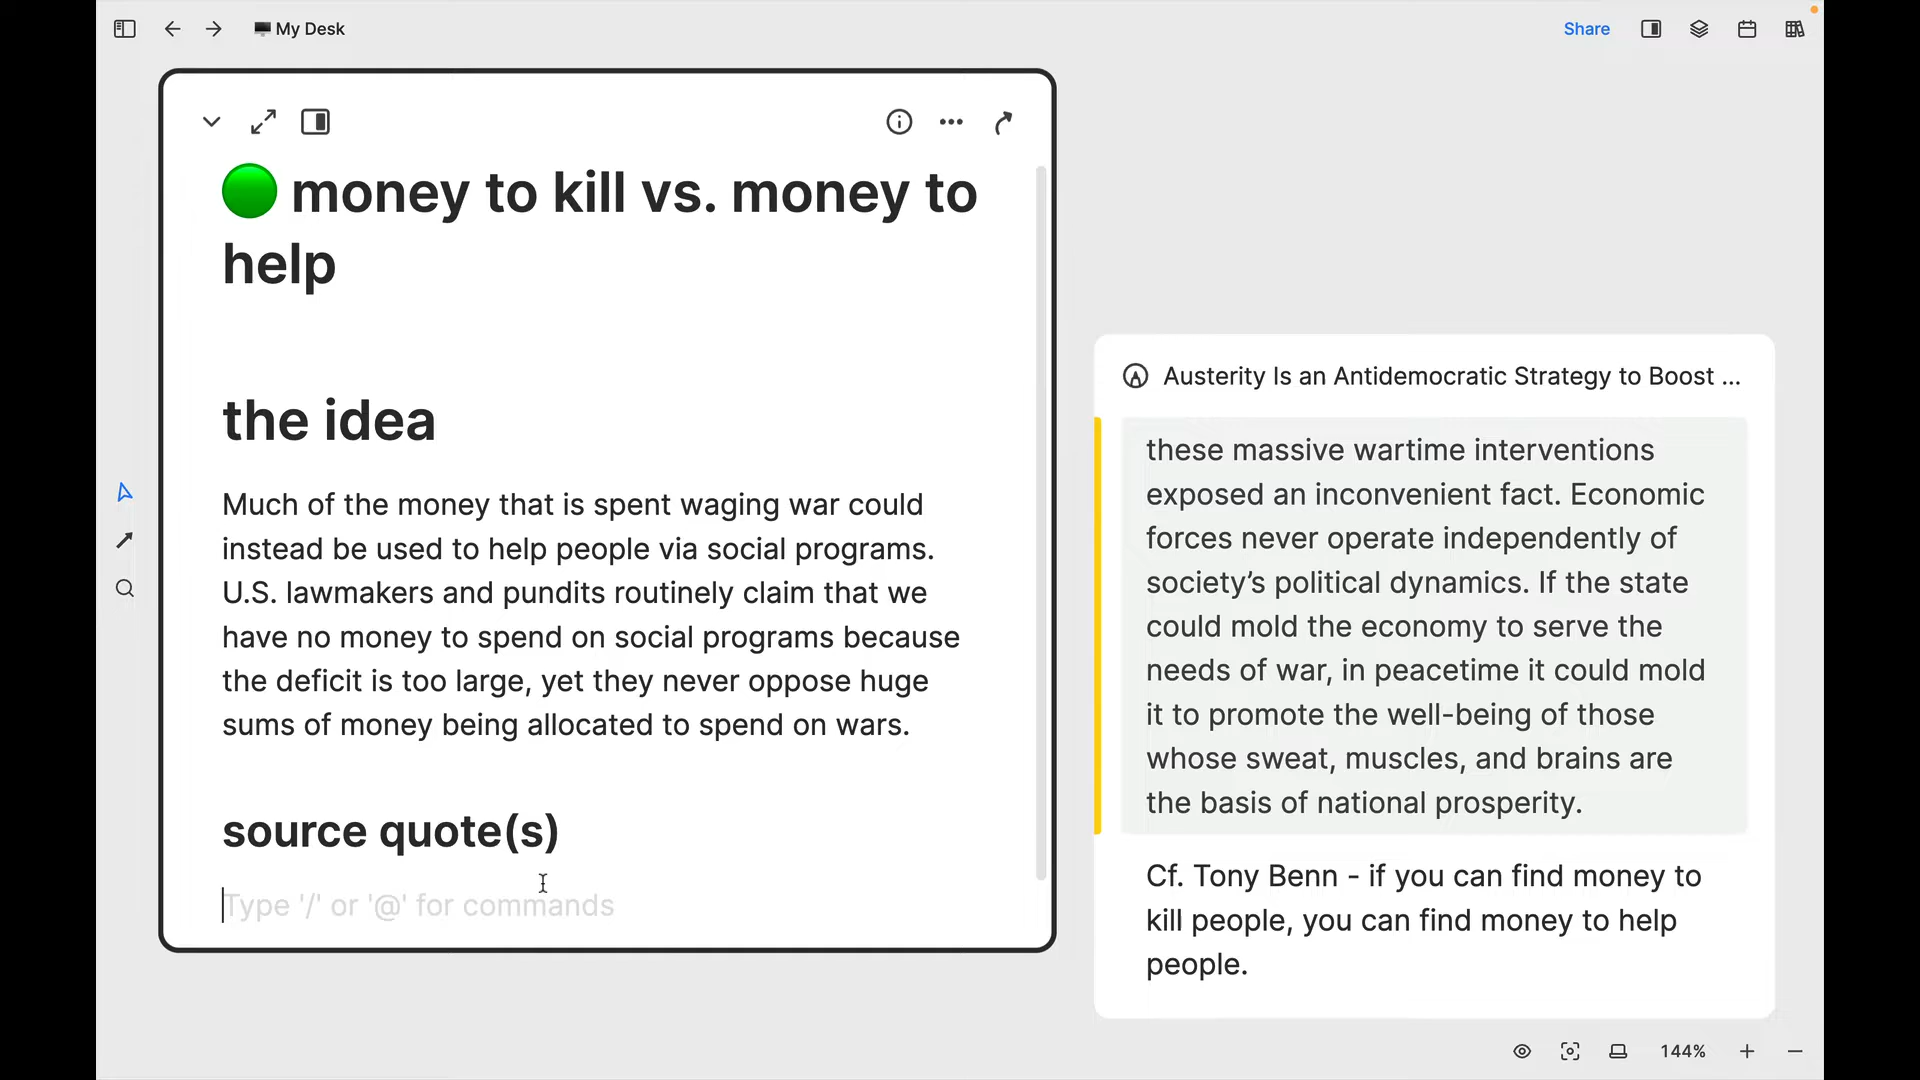 My Desk
Share
money to kill vs. money to
help
the idea
Much of the money that is spent waging war could
instead be used to help people via social programs.
U.S. lawmakers and pundits routinely claim that we
have no money to spend on social programs because
the deficit is too large, yet they never oppose huge
sums of money being allocated to spend on wars.
source quote(s)
Type '/' or '@' for commands
Austerity Is an Antidemocratic Strategy to Boost ...
these massive wartime interventions
exposed an inconvenient fact. Economic
forces never operate independently of
society’s political dynamics. If the state
could mold the economy to serve the
needs of war, in peacetime it could mold
it to promote the well-being of those
whose sweat, muscles, and brains are
the basis of national prosperity.
Cf. Tony Benn - if you can find money to
kill people, you can find money to help
people.
144%